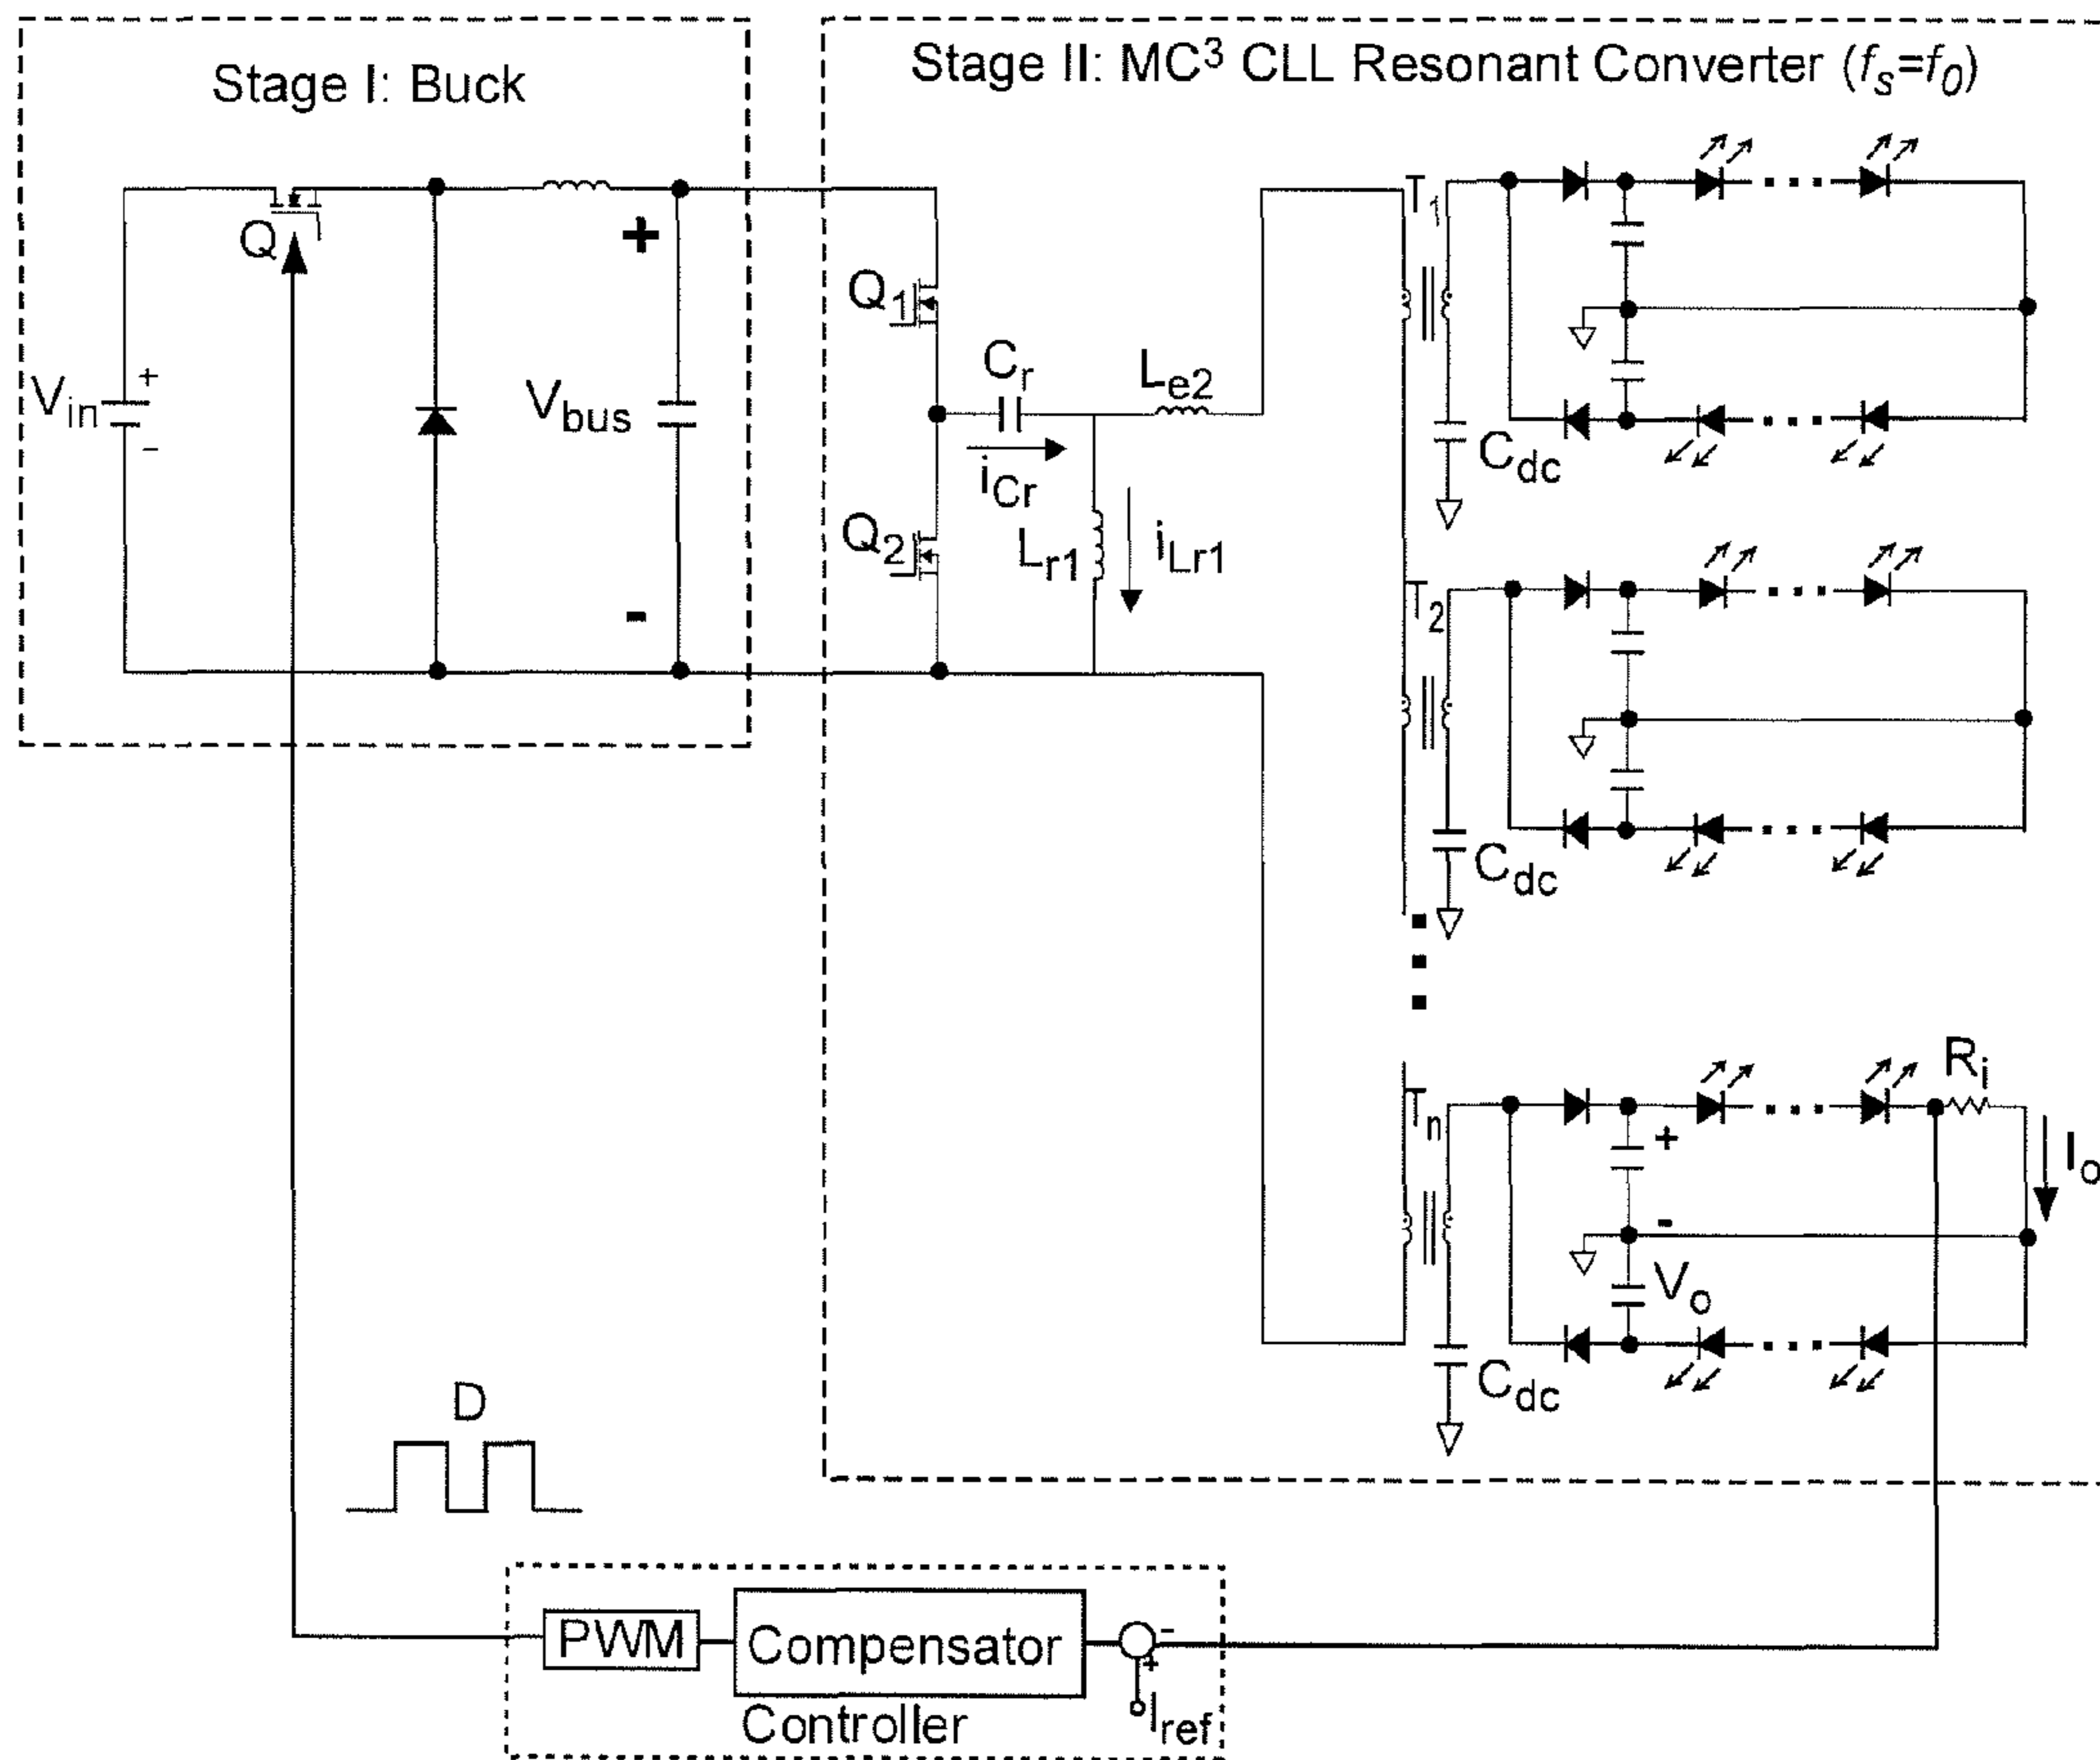 Stage I: Buck
Stage II: MC³ CLL Resonant Converter (fₛ=f₀)
Q
+
Vin
+
-
Vbus
-
Q1
Q2
Cr
iCr
Lr1
iLr1
Le2
T1
Cdc
T2
Cdc
Tn
Ri
+
-
Io
Vo
Cdc
D
PWM
Compensator
-
+
Iref
Controller